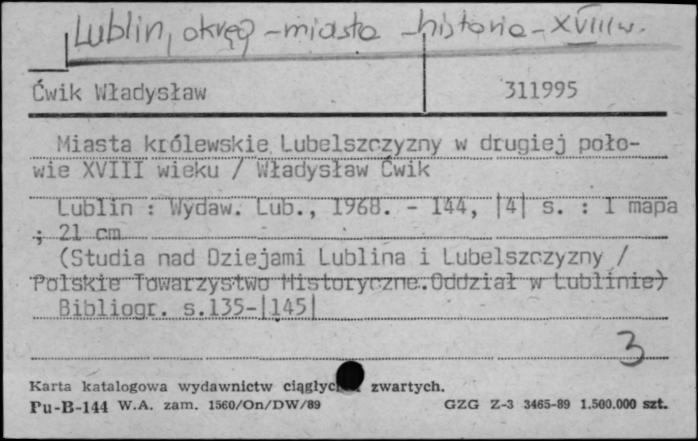 Lublin, okręg - miasta - historia - XVIII w.
Ćwik Władysław 311995
Miasta królewskie Lubelszczyzny w drugiej poło-
wie XVIII wieku / Władysław Ćwik
Lublin : Wydaw. Lub., 1968. - 144, |4| s. : 1 mapa
; 21 cm
(Studia nad Dziejami Lublina i Lubelszczyzny /
Polskie Towarzystwo Historyczne.Oddział w Lublinie)
Bibliogr. s.135-|145|
3
Karta katalogowa wydawnictw zwartych.
Pu-B-144 W.A. zam. 1560/On/DW/89 GZG Z-3 3465-89 1.500.000 szt.